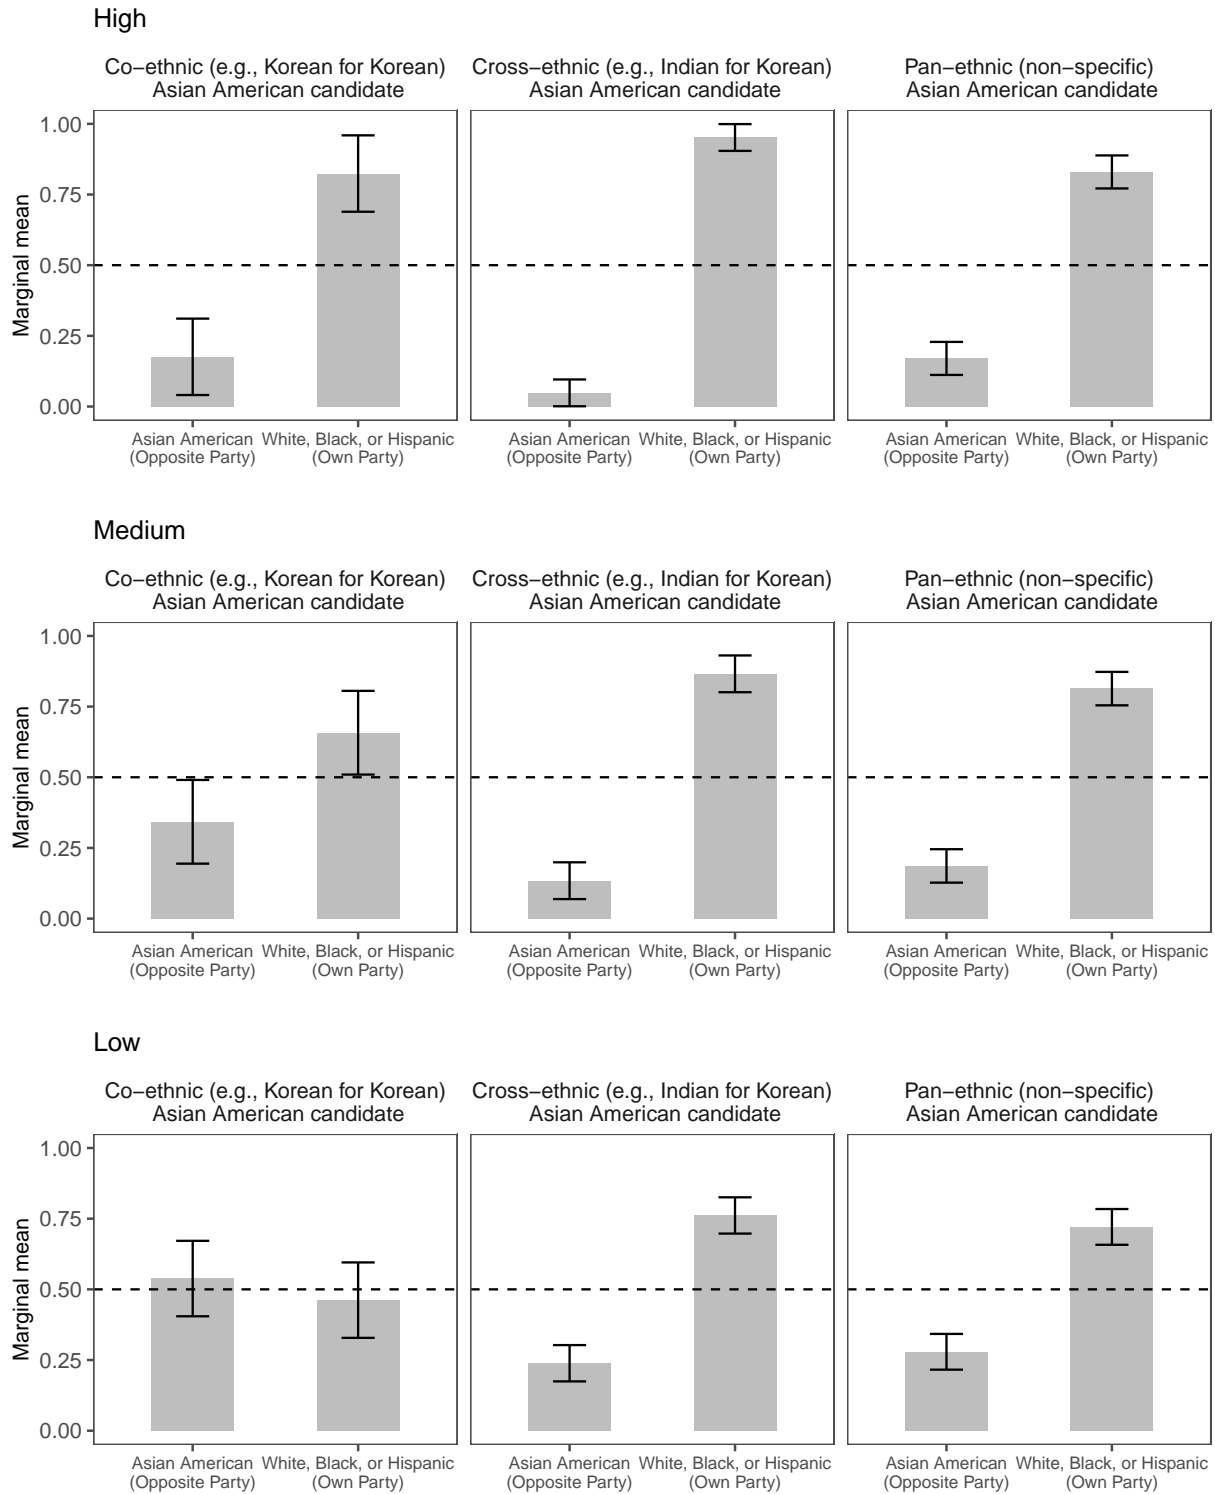 High
Co−ethnic (e.g., Korean for Korean)
Asian American candidate
Cross−ethnic (e.g., Indian for Korean)
Asian American candidate
Pan−ethnic (non−specific)
Asian American candidate
Marginal mean
1.00
0.75
0.50
0.25
0.00
Asian American
(Opposite Party)
White, Black, or Hispanic
(Own Party)
Asian American
(Opposite Party)
White, Black, or Hispanic
(Own Party)
Asian American
(Opposite Party)
White, Black, or Hispanic
(Own Party)
Medium
Co−ethnic (e.g., Korean for Korean)
Asian American candidate
Cross−ethnic (e.g., Indian for Korean)
Asian American candidate
Pan−ethnic (non−specific)
Asian American candidate
Marginal mean
1.00
0.75
0.50
0.25
0.00
Asian American
(Opposite Party)
White, Black, or Hispanic
(Own Party)
Asian American
(Opposite Party)
White, Black, or Hispanic
(Own Party)
Asian American
(Opposite Party)
White, Black, or Hispanic
(Own Party)
Low
Co−ethnic (e.g., Korean for Korean)
Asian American candidate
Cross−ethnic (e.g., Indian for Korean)
Asian American candidate
Pan−ethnic (non−specific)
Asian American candidate
Marginal mean
1.00
0.75
0.50
0.25
0.00
Asian American
(Opposite Party)
White, Black, or Hispanic
(Own Party)
Asian American
(Opposite Party)
White, Black, or Hispanic
(Own Party)
Asian American
(Opposite Party)
White, Black, or Hispanic
(Own Party)